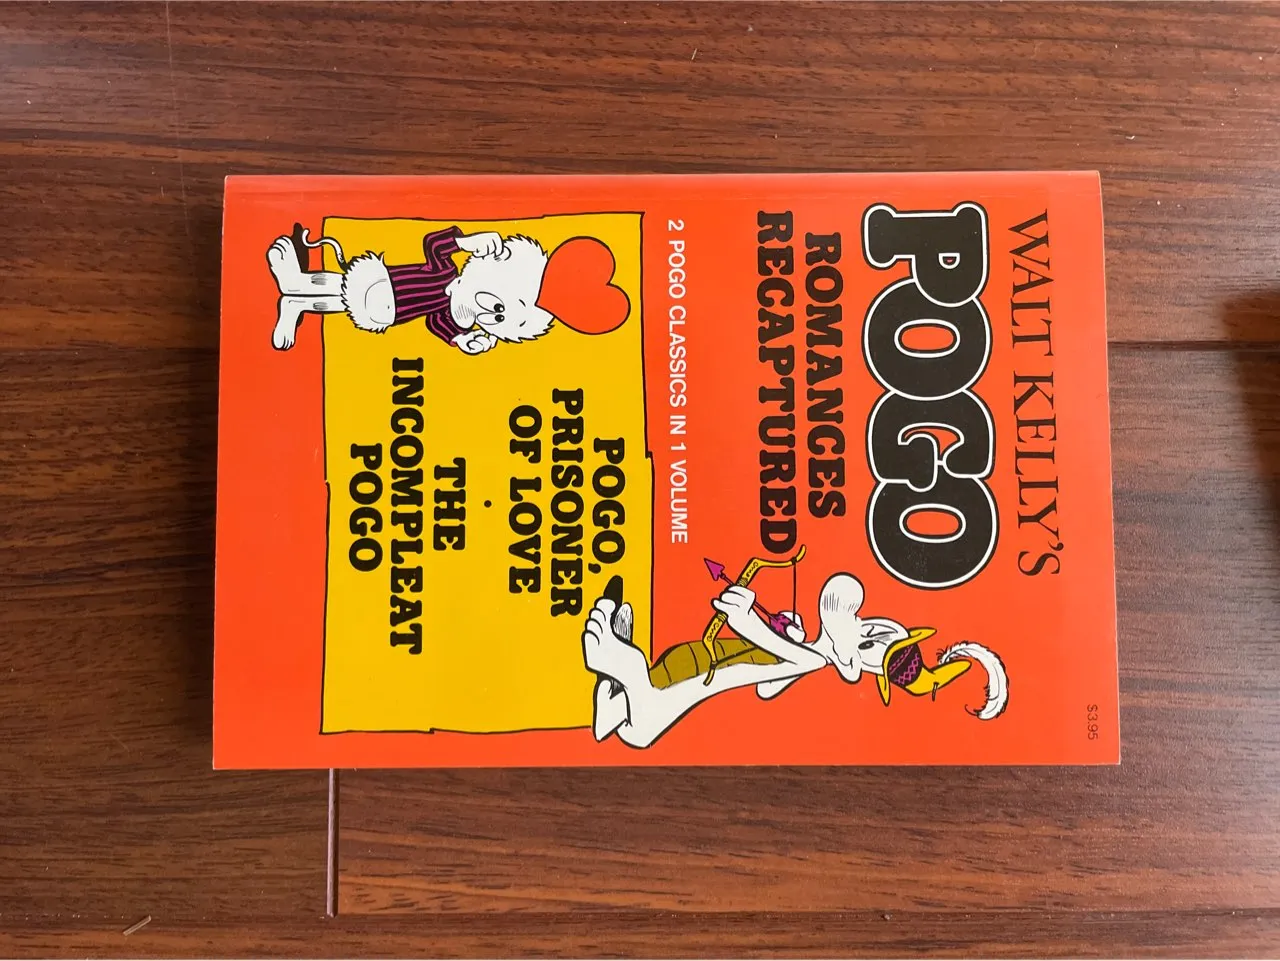 WALT KELLY'S
POGO
ROMANCES
RECAPTURED
2 POGO CLASSICS IN 1 VOLUME
POGO,
PRISONER
OF LOVE
•
THE
INCOMPLEAT
POGO
$3.95